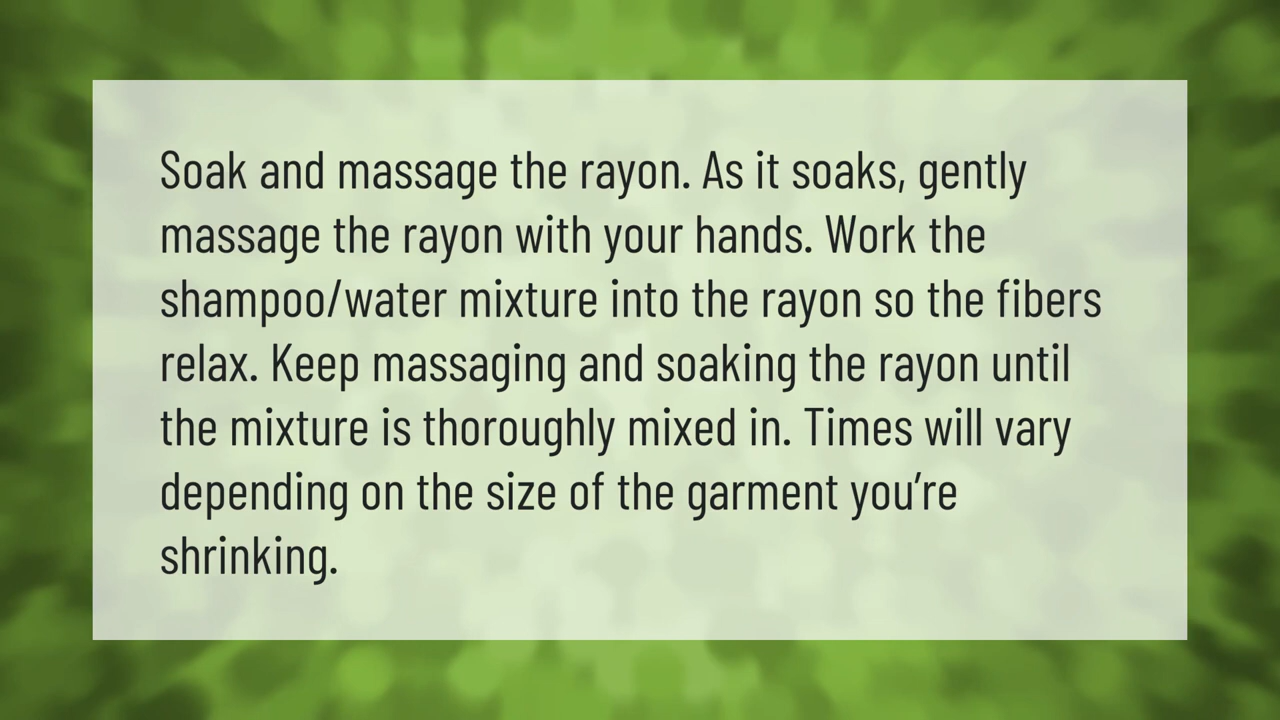 Soak and massage the rayon. As it soaks, gently
massage the rayon with your hands. Work the
shampoo/water mixture into the rayon so the fibers
relax. Keep massaging and soaking the rayon until
the mixture is thoroughly mixed in. Times will vary
depending on the size of the garment you’re
shrinking.